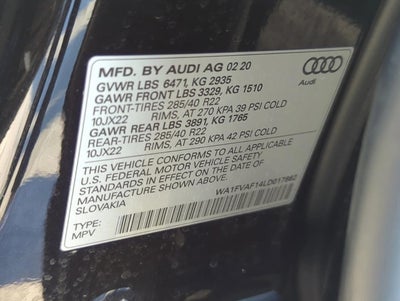 MFD. BY AUDI AG 02 20
GVWR LBS 6471, KG 2935
GAWR FRONT LBS 3329, KG 1510
FRONT-TIRES 285/40 R22
10JX22 RIMS, AT 270 KPA 39 PSI COLD
GAWR REAR LBS 3891, KG 1765
REAR-TIRES 285/40 R22
10JX22 RIMS, AT 290 KPA 42 PSI COLD
THIS VEHICLE CONFORMS TO ALL APPLICABLE
FEDERAL MOTOR VEHICLE SAFETY STANDARDS
IN EFFECT ON THE DATE OF MANUFACTURE
SHOWN ABOVE
SLOVAKIA
TYPE:
MPV
Audi